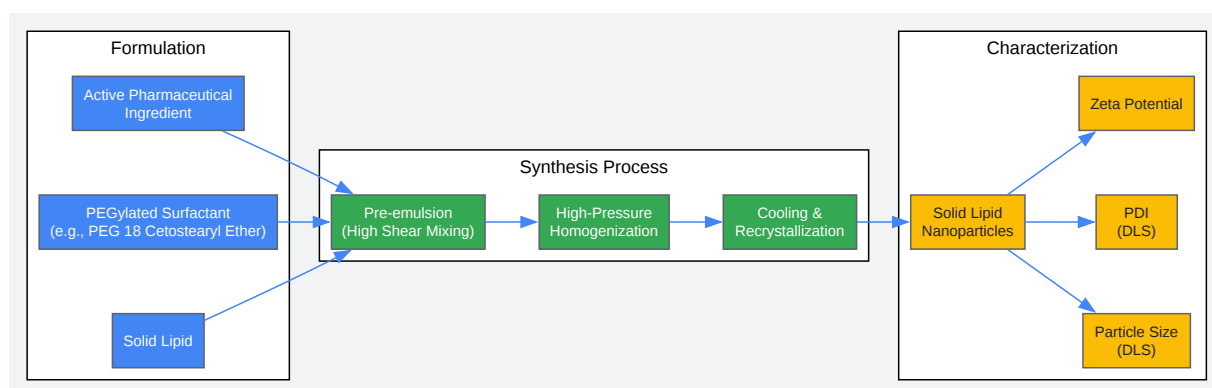 Formulation
Active Pharmaceutical
Ingredient
PEGylated Surfactant
(e.g., PEG 18 Cetostearyl Ether)
Solid Lipid
Synthesis Process
Pre-emulsion
(High Shear Mixing)
High-Pressure
Homogenization
Cooling &
Recrystallization
Characterization
Solid Lipid
Nanoparticles
Zeta Potential
PDI
(DLS)
Particle Size
(DLS)